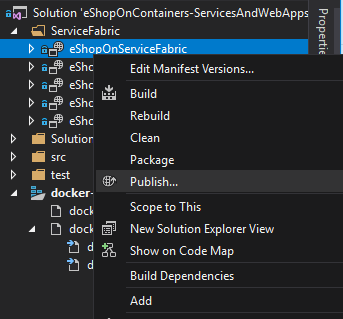 Solution 'eShopOnContainers-ServicesAndWebApps
ServiceFabric
eShopOnServiceFabric
eSho
eSho
eSho
eSho
Solution
src
test
docker-
dock
dock
d
d
Edit Manifest Versions...
Build
Rebuild
Clean
Package
Publish...
Scope to This
New Solution Explorer View
Show on Code Map
Build Dependencies
Add
Properties